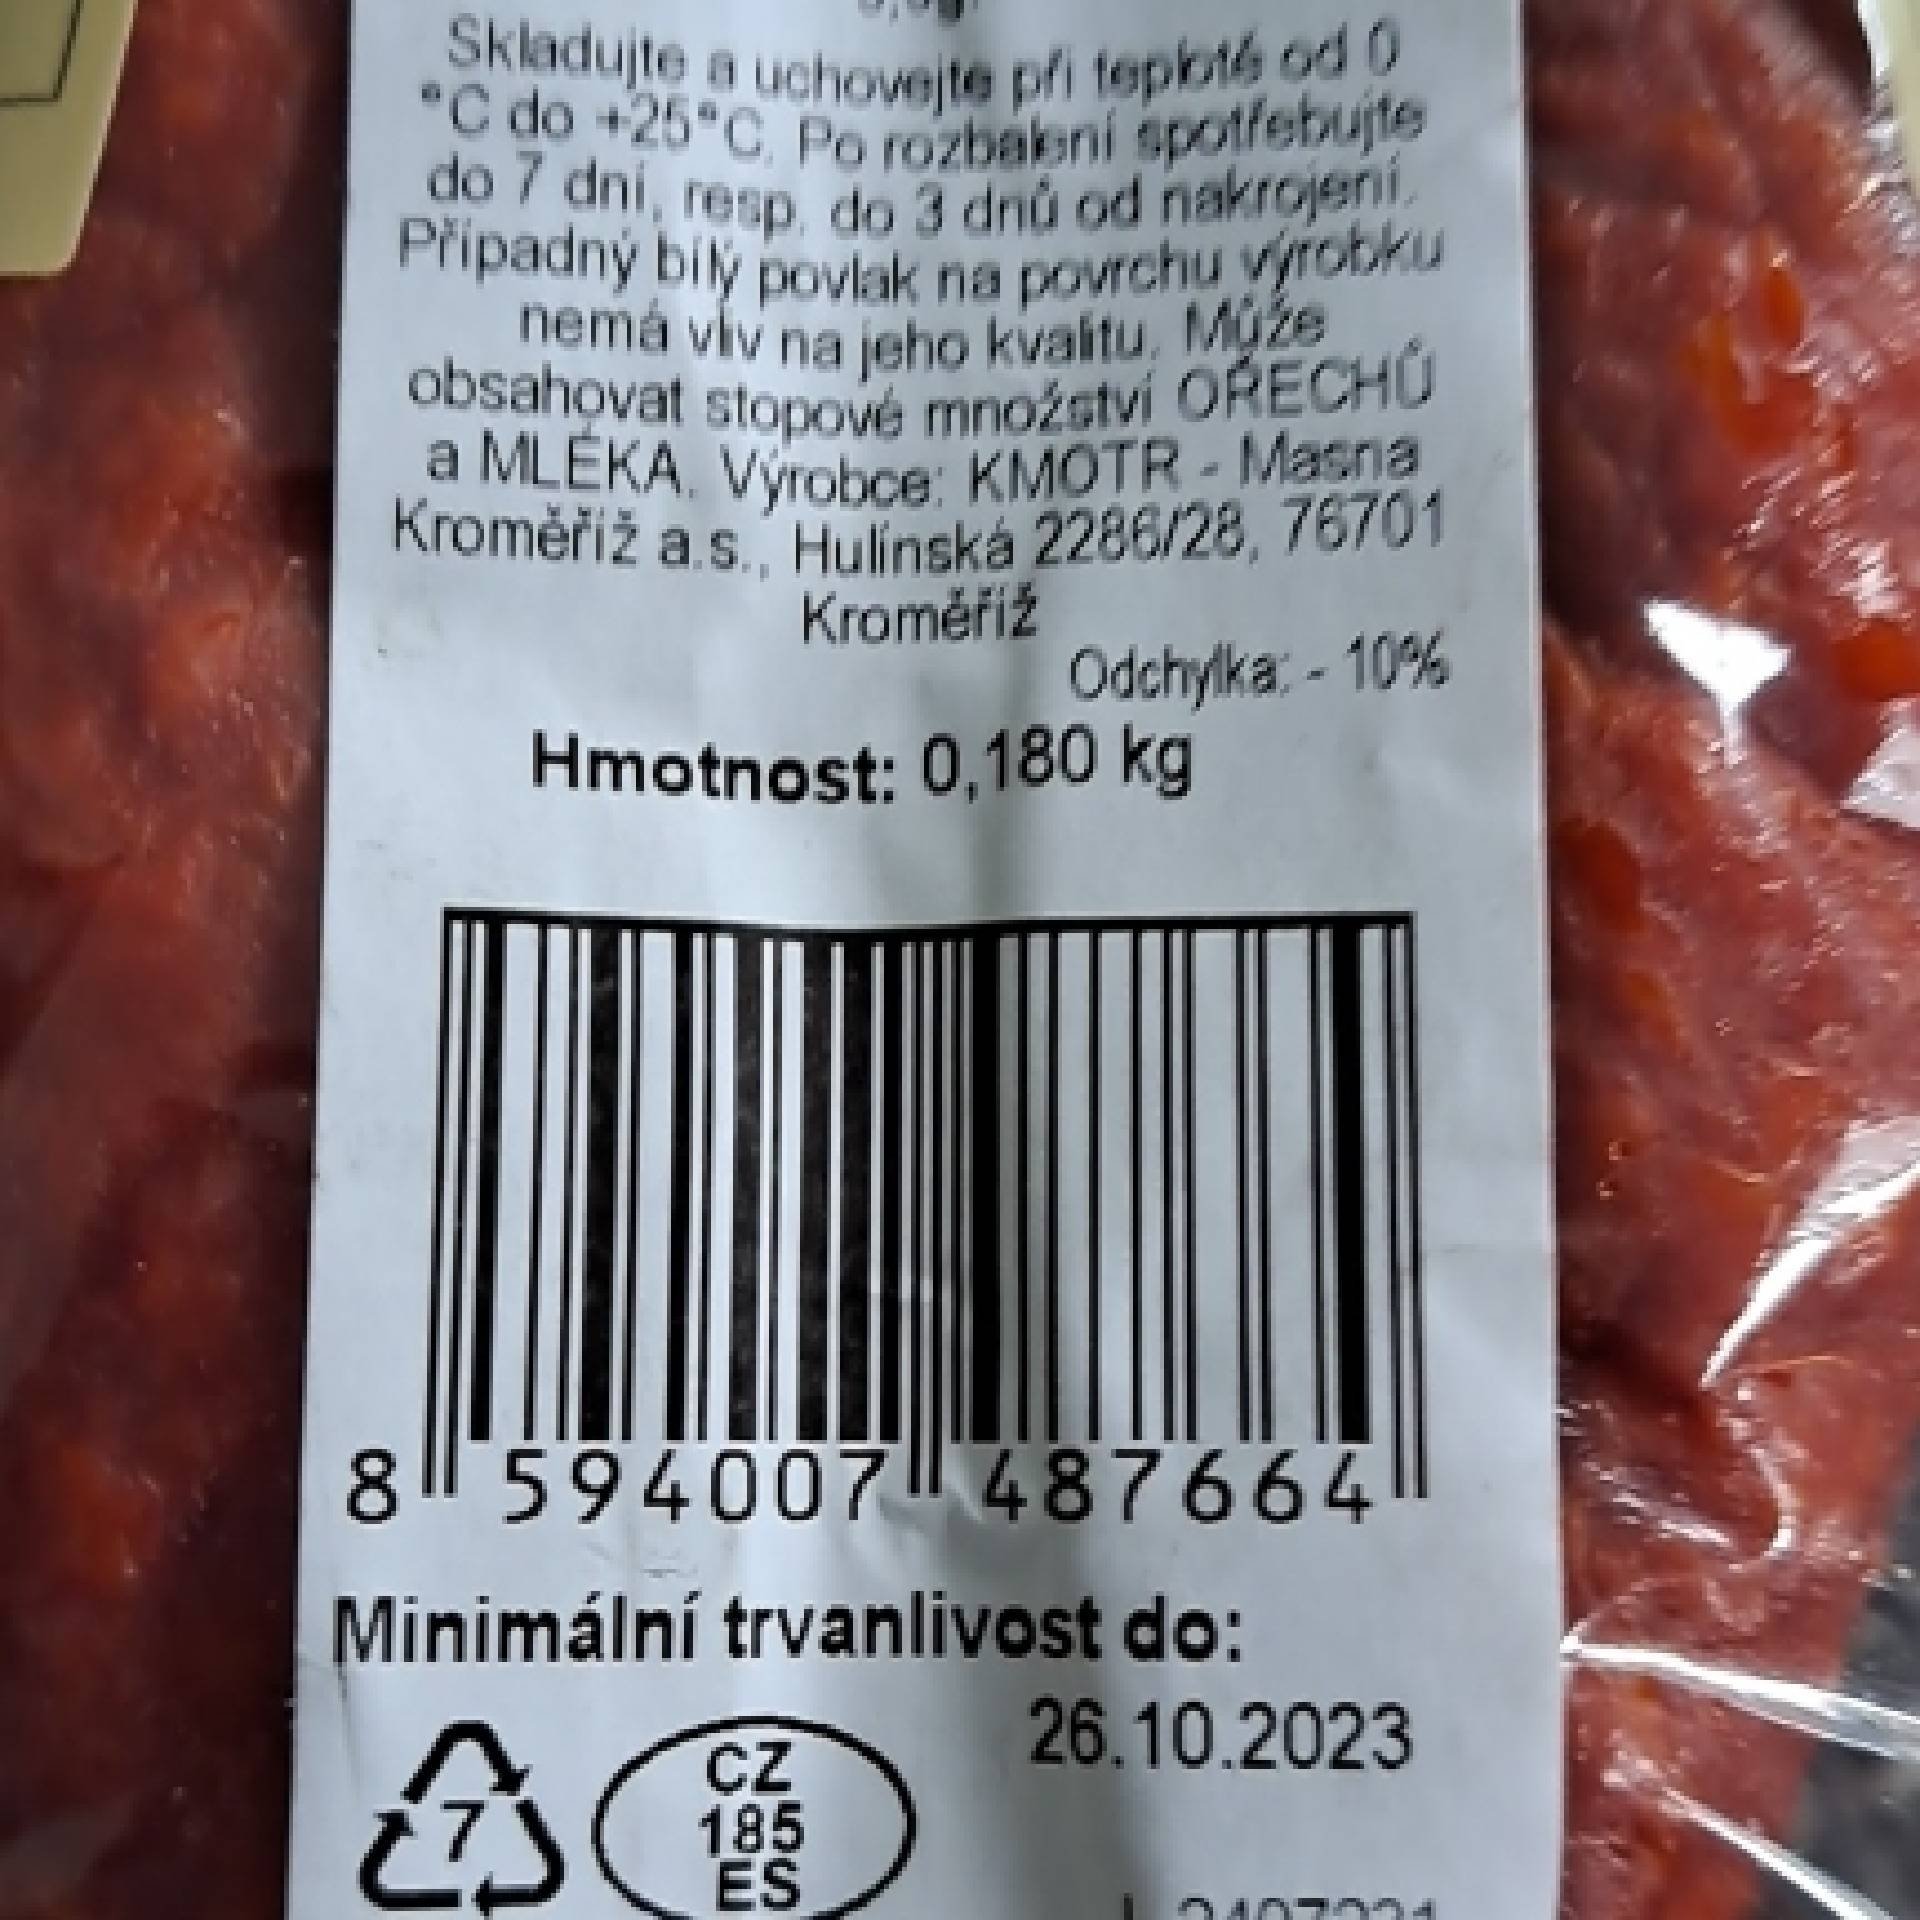 Skladujte a uchovejte při teplotě od 0
°C do +25°C. Po rozbalení spotřebujte
do 7 dní, resp. do 3 dnů od nakrojení.
Případný bílý povlak na povrchu výrobku
nemá vliv na jeho kvalitu. Může
obsahovat stopové množství OŘECHŮ
a MLÉKA. Výrobce: KMOTR - Masna
Kroměříž a.s., Hulínská 2286/28, 76701
Kroměříž
Odchylka: - 10%
Hmotnost: 0,180 kg
8 594007 487664
Minimální trvanlivost do:
26.10.2023
7
CZ
185
ES